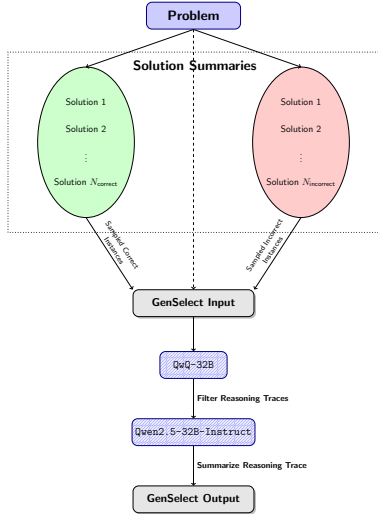 Problem
Solution Summaries
Solution 1
Solution 2
⋮
Solution N_correct
Solution 1
Solution 2
⋮
Solution N_incorrect
Sampled Correct
Instances
Sampled Incorrect
Instances
GenSelect Input
QwQ-32B
Filter Reasoning Traces
Qwen2.5-32B-Instruct
Summarize Reasoning Trace
GenSelect Output